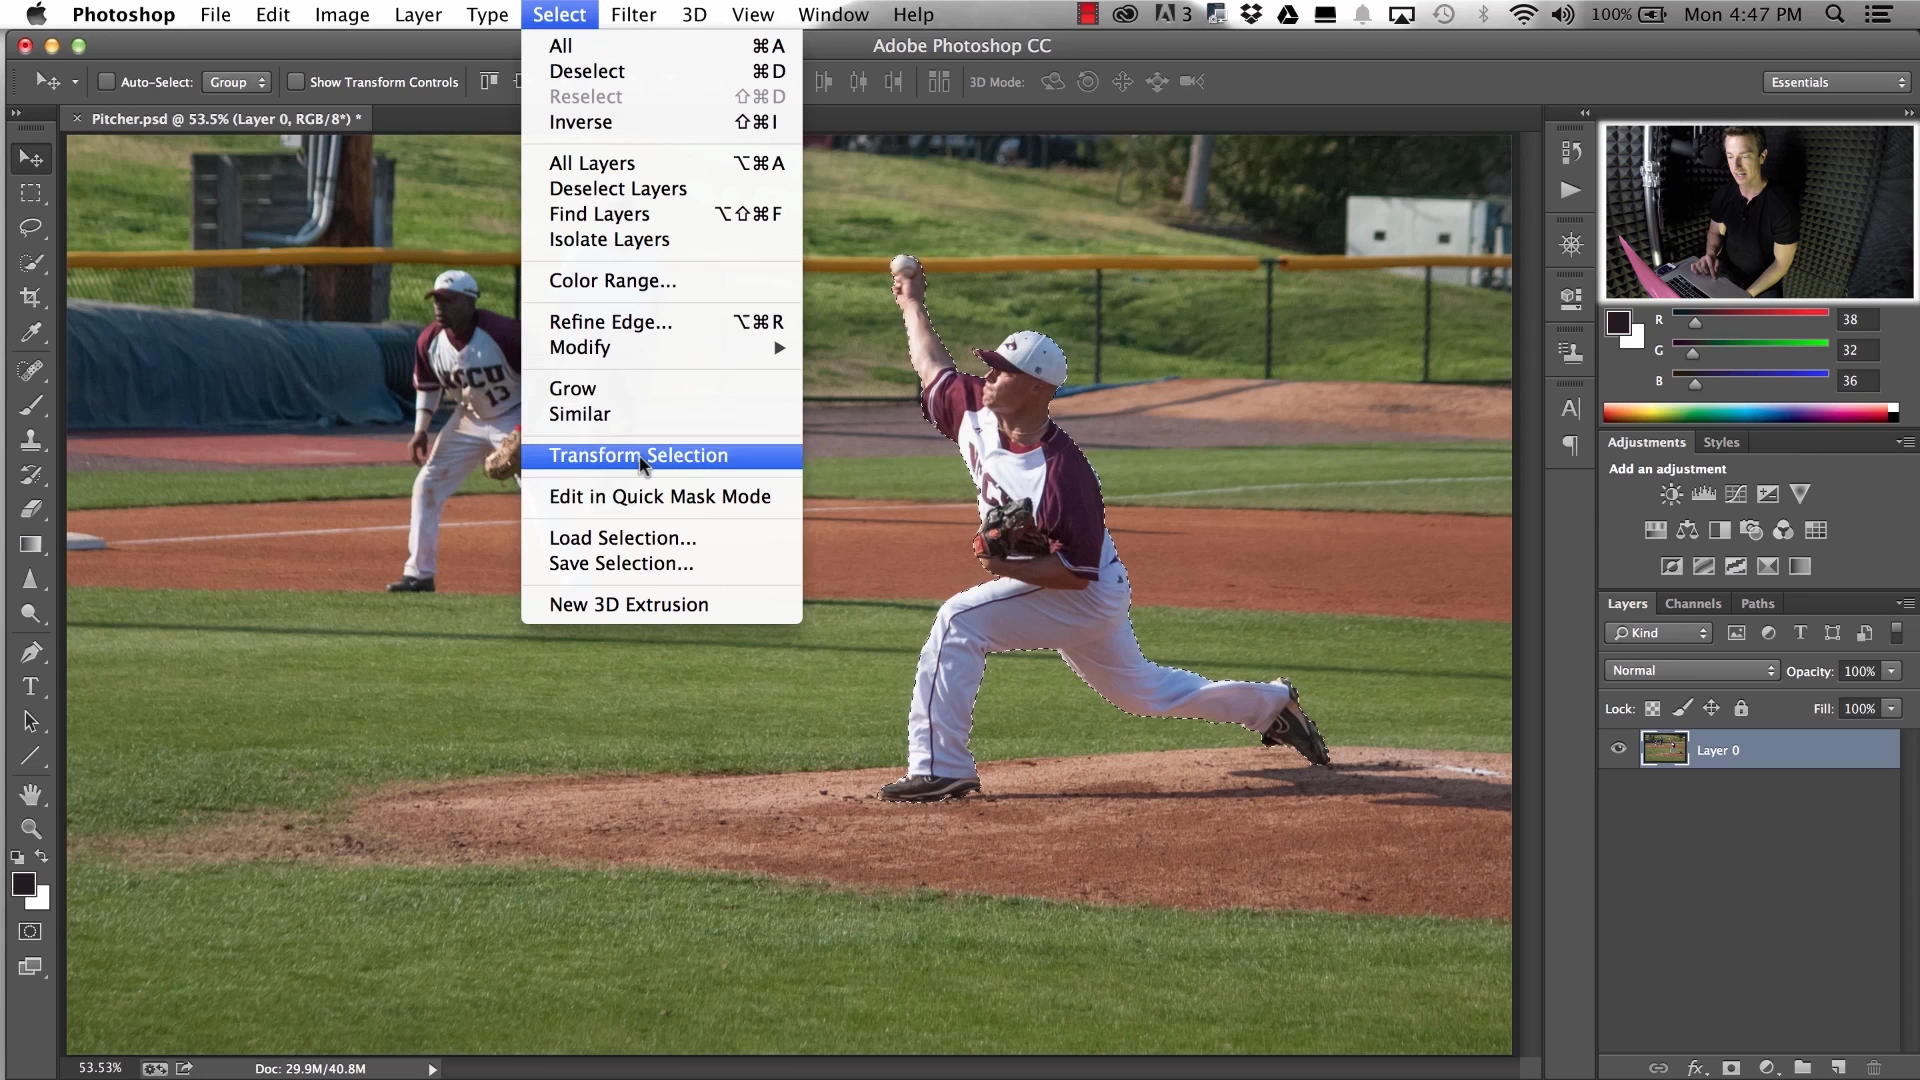 Photoshop File Edit Image Layer Type Select Filter 3D View Window Help 3 100% Mon 4:47 PM
Adobe Photoshop CC
Auto-Select: Group Show Transform Controls 3D Mode: Essentials
× Pitcher.psd @ 53.5% (Layer 0, RGB/8*) *
All ⌘A
Deselect ⌘D
Reselect ⇧⌘D
Inverse ⇧⌘I
All Layers ⌥⌘A
Deselect Layers
Find Layers ⌥⇧⌘F
Isolate Layers
Color Range...
Refine Edge... ⌥⌘R
Modify ▶
Grow
Similar
Transform Selection
Edit in Quick Mask Mode
Load Selection...
Save Selection...
New 3D Extrusion
13
R 38
G 32
B 36
Adjustments Styles
Add an adjustment
Layers Channels Paths
Kind
Normal Opacity: 100%
Lock: Fill: 100%
Layer 0
53.53% Doc: 29.9M/40.8M